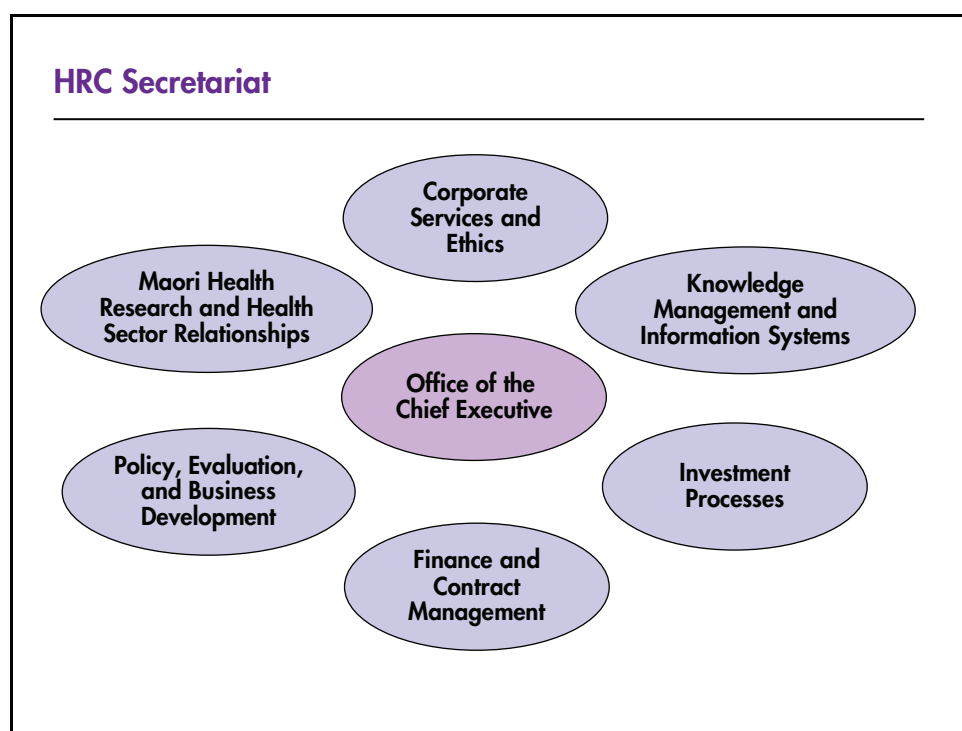 HRC Secretariat
Corporate
Services and
Ethics
Maori Health
Research and Health
Sector Relationships
Knowledge
Management and
Information Systems
Office of the
Chief Executive
Policy, Evaluation,
and Business
Development
Investment
Processes
Finance and
Contract
Management